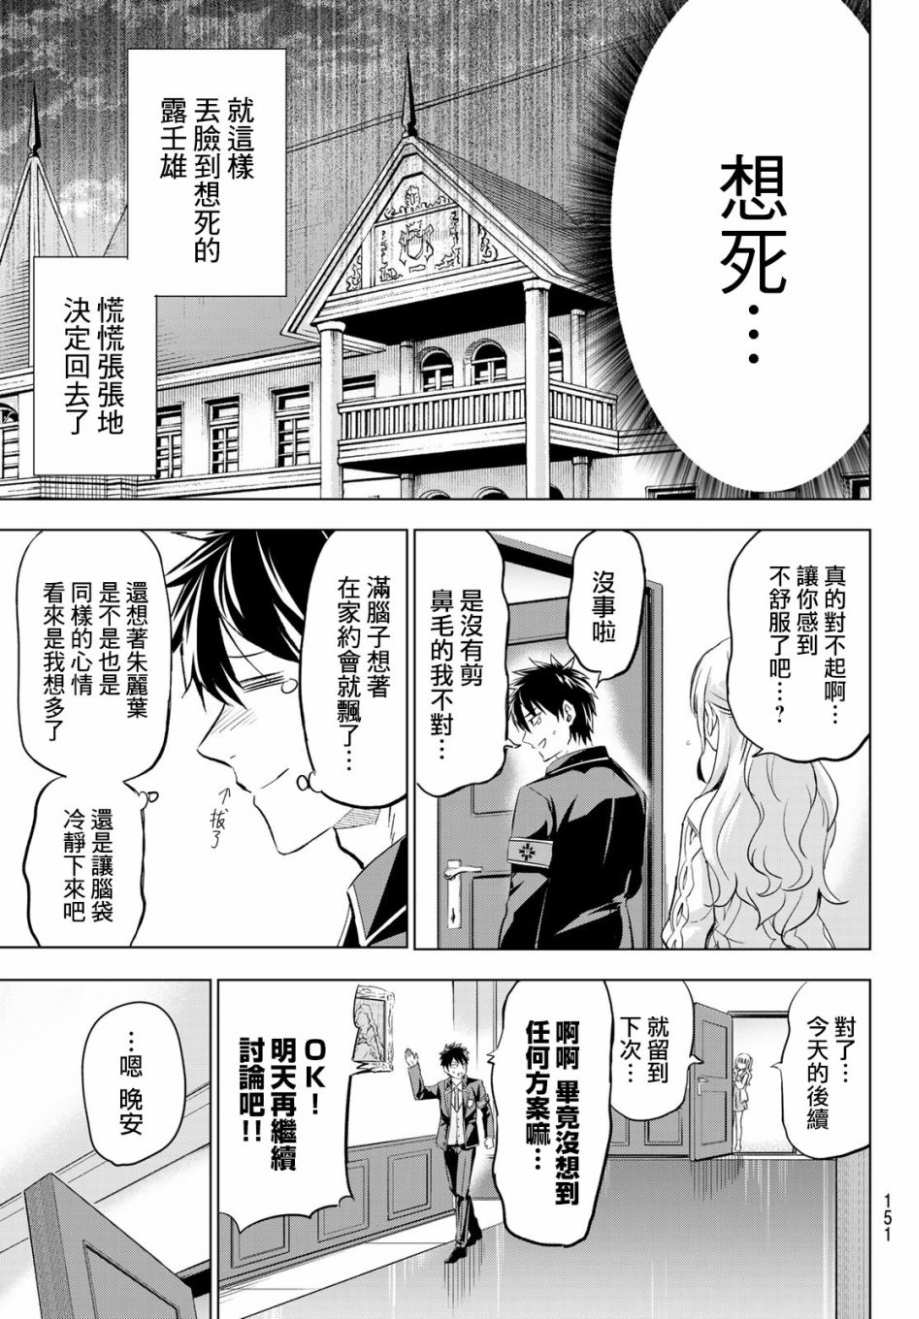 想死…
就這樣
丟臉到想死的
露壬雄
慌慌張張地
決定回去了
真的對不起啊…
讓你感到
不舒服了吧…?
沒事啦
是沒有剪
鼻毛的我不對…
滿腦子想著
在家約會就飄了…
還想著朱麗葉
是不是也是
同樣的心情
看來是我想多了
還是讓腦袋
冷靜下來吧
拔了
對了…
今天的後續
就留到
下次…
啊啊 畢竟沒想到
任何方案嘛…
OK!
明天再繼續
討論吧!!
…嗯 晚安
151